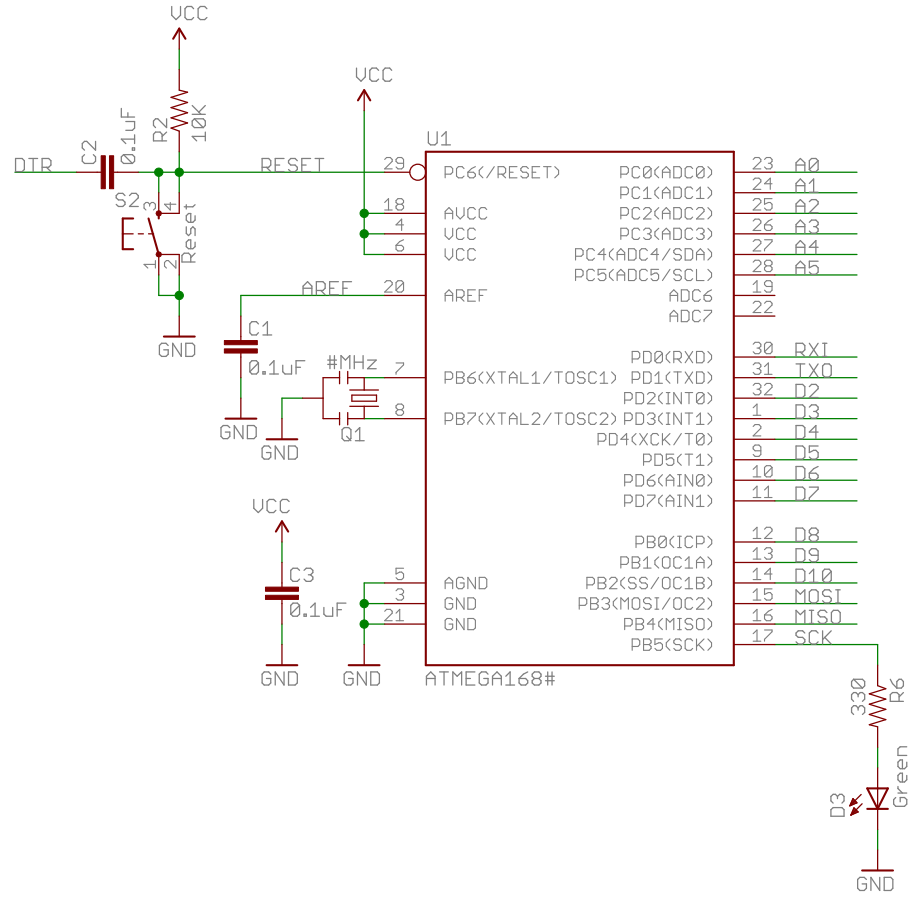 VCC
R2
10K
VCC
C2
0.1uF
U1
DTR
RESET
29
PC6(/RESET)
PC0(ADC0)
23
A0
PC1(ADC1)
24
A1
S2
3
4
Reset
18
AVCC
PC2(ADC2)
25
A2
4
VCC
PC3(ADC3)
26
A3
1
2
6
VCC
PC4(ADC4/SDA)
27
A4
PC5(ADC5/SCL)
28
A5
AREF
20
AREF
ADC6
19
ADC7
22
GND
C1
0.1uF
GND
#MHz
7
PB6(XTAL1/TOSC1)
8
PB7(XTAL2/TOSC2)
Q1
GND
PD0(RXD)
30
RXI
PD1(TXD)
31
TXO
PD2(INT0)
32
D2
PD3(INT1)
1
D3
PD4(XCK/T0)
2
D4
PD5(T1)
9
D5
PD6(AIN0)
10
D6
PD7(AIN1)
11
D7
VCC
C3
0.1uF
GND
PB0(ICP)
12
D8
PB1(OC1A)
13
D9
5
AGND
PB2(SS/OC1B)
14
D10
3
GND
PB3(MOSI/OC2)
15
MOSI
21
GND
PB4(MISO)
16
MISO
PB5(SCK)
17
SCK
GND
ATMEGA168#
330
R6
D3
Green
GND